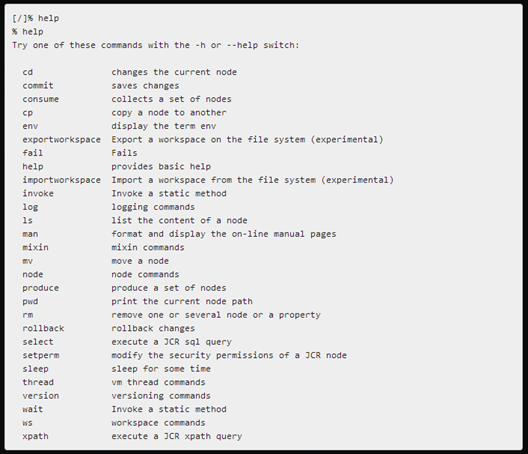 [/]% help
% help
Try one of these commands with the -h or --help switch:
cd changes the current node
commit saves changes
consume collects a set of nodes
cp copy a node to another
env display the term env
exportworkspace Export a workspace on the file system (experimental)
fail Fails
help provides basic help
importworkspace Import a workspace from the file system (experimental)
invoke Invoke a static method
log logging commands
ls list the content of a node
man format and display the on-line manual pages
mixin mixin commands
mv move a node
node node commands
produce produce a set of nodes
pwd print the current node path
rm remove one or several node or a property
rollback rollback changes
select execute a JCR sql query
setperm modify the security permissions of a JCR node
sleep sleep for some time
thread vm thread commands
version versioning commands
wait Invoke a static method
ws workspace commands
xpath execute a JCR xpath query